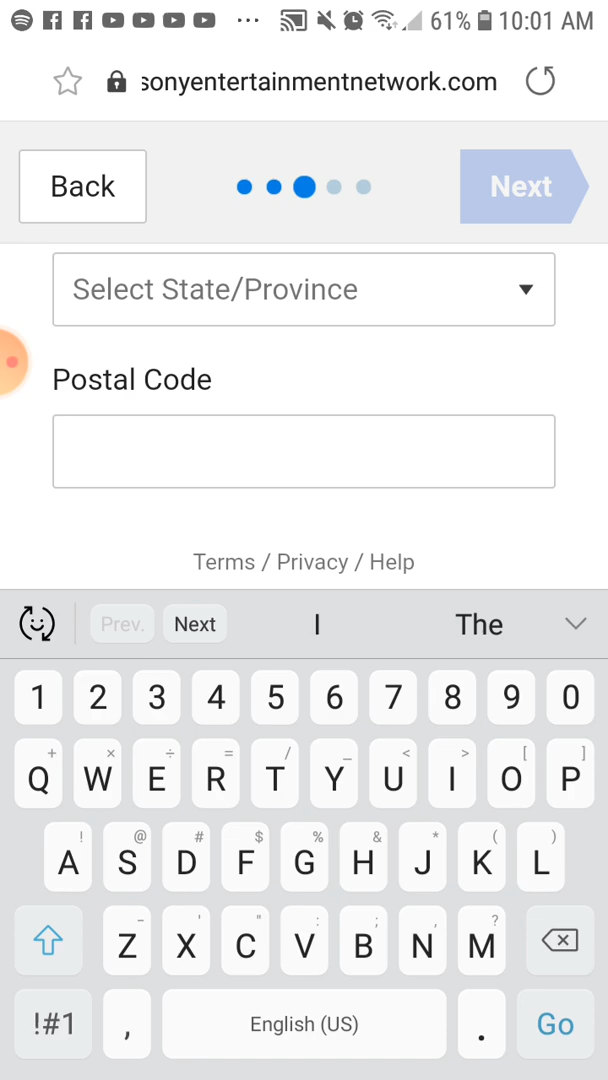 61% 10:01 AM
sonyentertainmentnetwork.com
Back
Next
Select State/Province
Postal Code
Terms / Privacy / Help
Prev. Next I The
1 2 3 4 5 6 7 8 9 0
+ × ÷ = / _ < > [ ]
Q W E R T Y U I O P
! @ # $ % & * ( )
A S D F G H J K L
- ' " : ; , ?
Z X C V B N M
!#1 , English (US) . Go